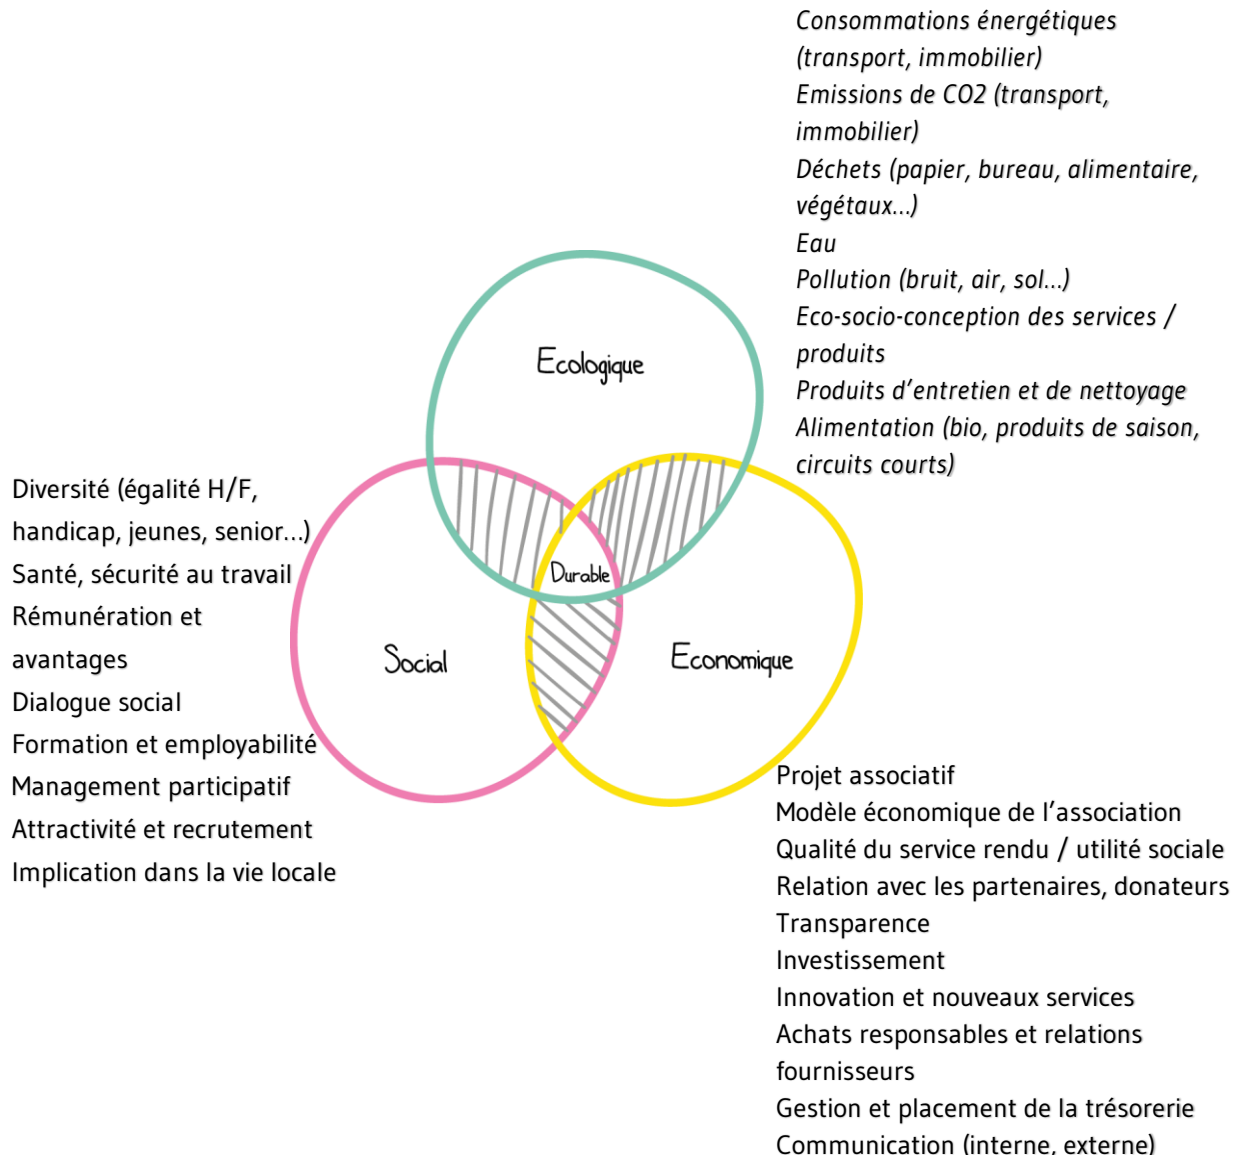 Consommations énergétiques
(transport, immobilier)
Emissions de CO2 (transport,
immobilier)
Déchets (papier, bureau, alimentaire,
végétaux...)
Eau
Pollution (bruit, air, sol...)
Eco-socio-conception des services /
produits
Produits d'entretien et de nettoyage
Alimentation (bio, produits de saison,
circuits courts)
Ecologique
Diversité (égalité H/F,
handicap, jeunes, senior...)
Santé, sécurité au travail
Rémunération et
avantages
Dialogue social
Formation et employabilité
Management participatif
Attractivité et recrutement
Implication dans la vie locale
Durable
Social
Economique
Projet associatif
Modèle économique de l'association
Qualité du service rendu / utilité sociale
Relation avec les partenaires, donateurs
Transparence
Investissement
Innovation et nouveaux services
Achats responsables et relations
fournisseurs
Gestion et placement de la trésorerie
Communication (interne, externe)